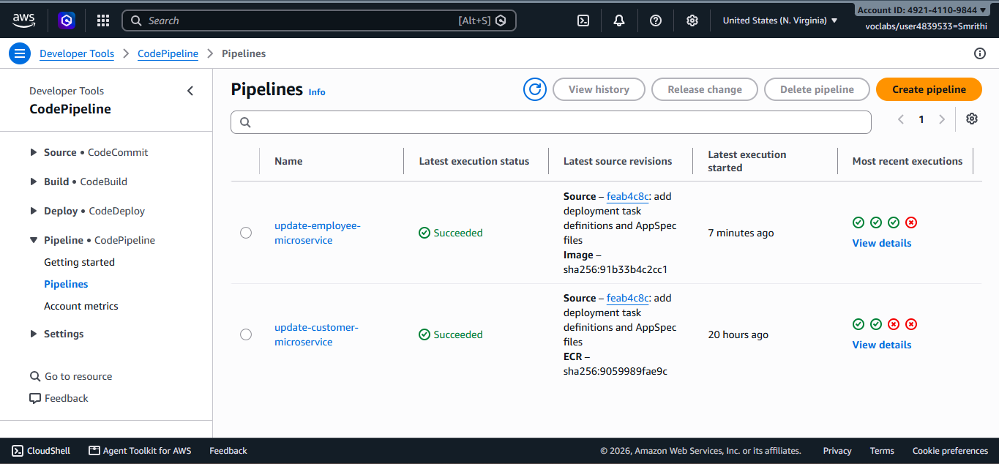 aws
Search
[Alt+S]
United States (N. Virginia)
Account ID: 4921-4110-9844
voclabs/user4839533=Smrithi
Developer Tools
CodePipeline
Pipelines
Developer Tools
CodePipeline
Source • CodeCommit
Build • CodeBuild
Deploy • CodeDeploy
Pipeline • CodePipeline
Getting started
Pipelines
Account metrics
Settings
Go to resource
Feedback
Pipelines Info
View history
Release change
Delete pipeline
Create pipeline
1
Name
Latest execution status
Latest source revisions
Latest execution
started
Most recent executions
update-employee-
microservice
Succeeded
Source – feab4c8c: add
deployment task
definitions and AppSpec
files
Image –
sha256:91b33b4c2cc1
7 minutes ago
View details
update-customer-
microservice
Succeeded
Source – feab4c8c: add
deployment task
definitions and AppSpec
files
ECR –
sha256:9059989fae9c
20 hours ago
View details
CloudShell
Agent Toolkit for AWS
Feedback
© 2026, Amazon Web Services, Inc. or its affiliates.
Privacy
Terms
Cookie preferences